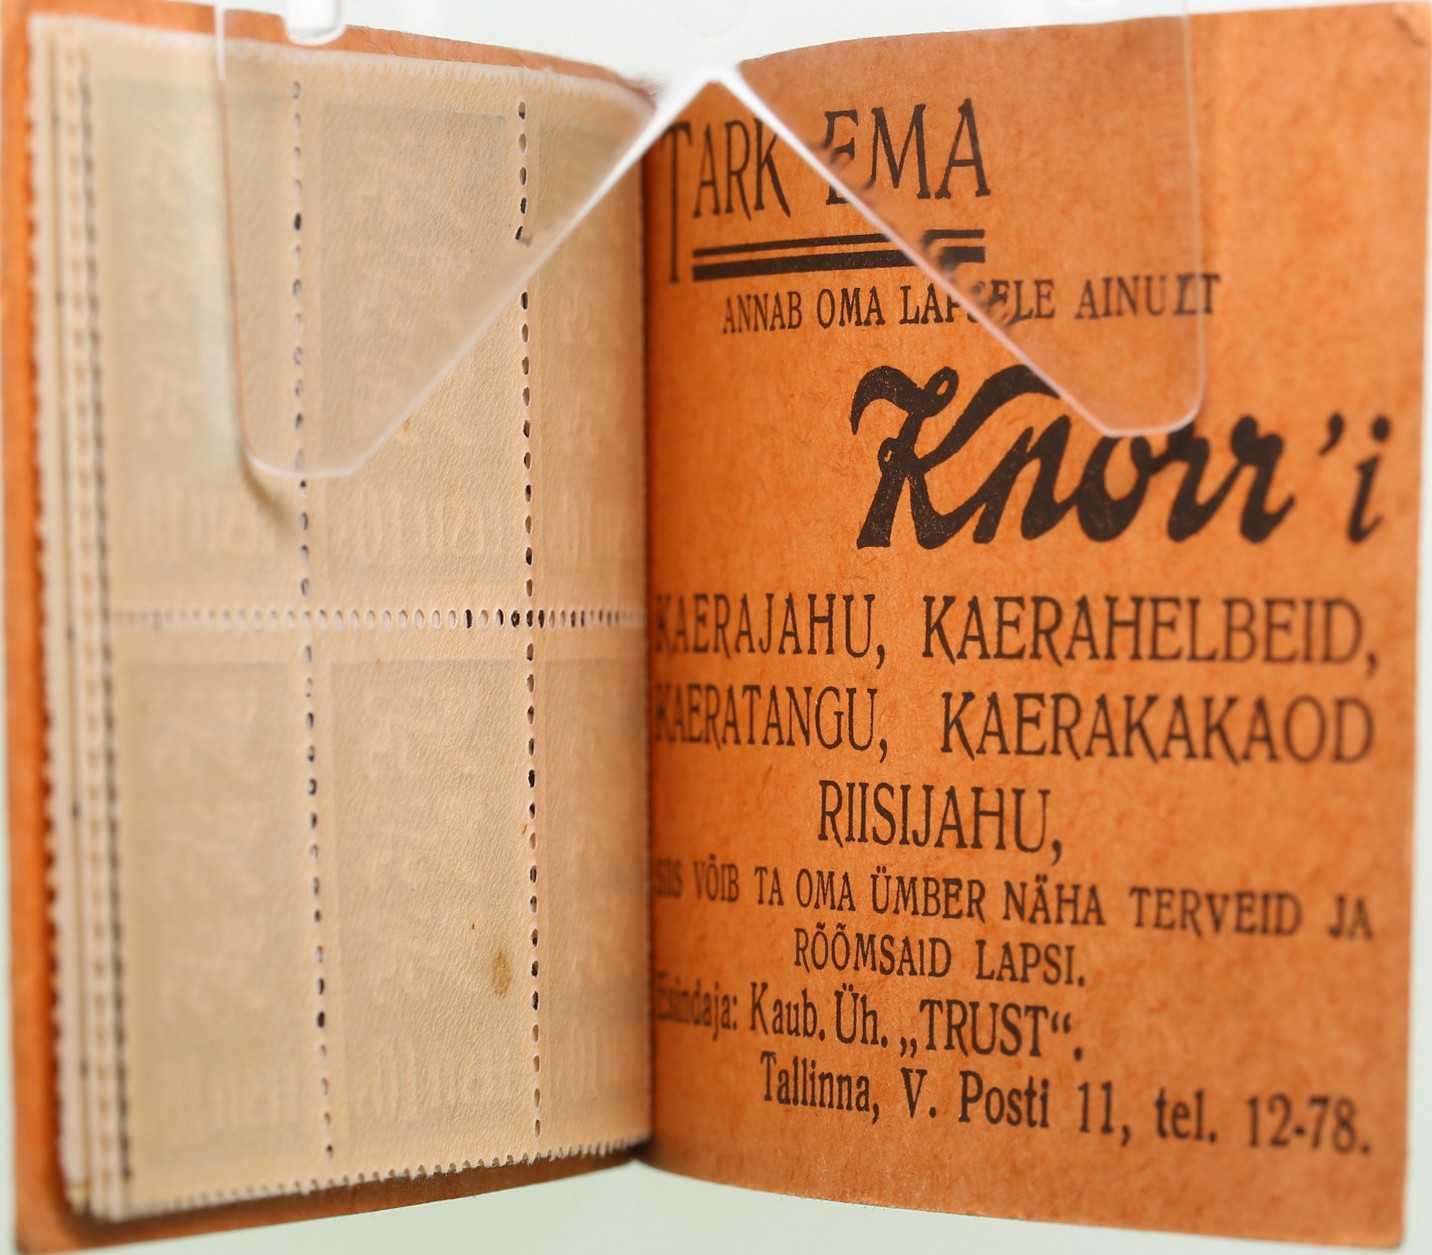 TARK EMA
ANNAB OMA LAPSELE AINULT
Knorr'i
KAERAJAHU, KAERAHELBEID,
KAERATANGU, KAERAKAKAOD
RIISIJAHU,
SIIS VÕIB TA OMA ÜMBER NÄHA TERVEID JA
RÕÕMSAID LAPSI.
Esindaja: Kaub. Üh. „TRUST“.
Tallinna, V. Posti 11, tel. 12-78.